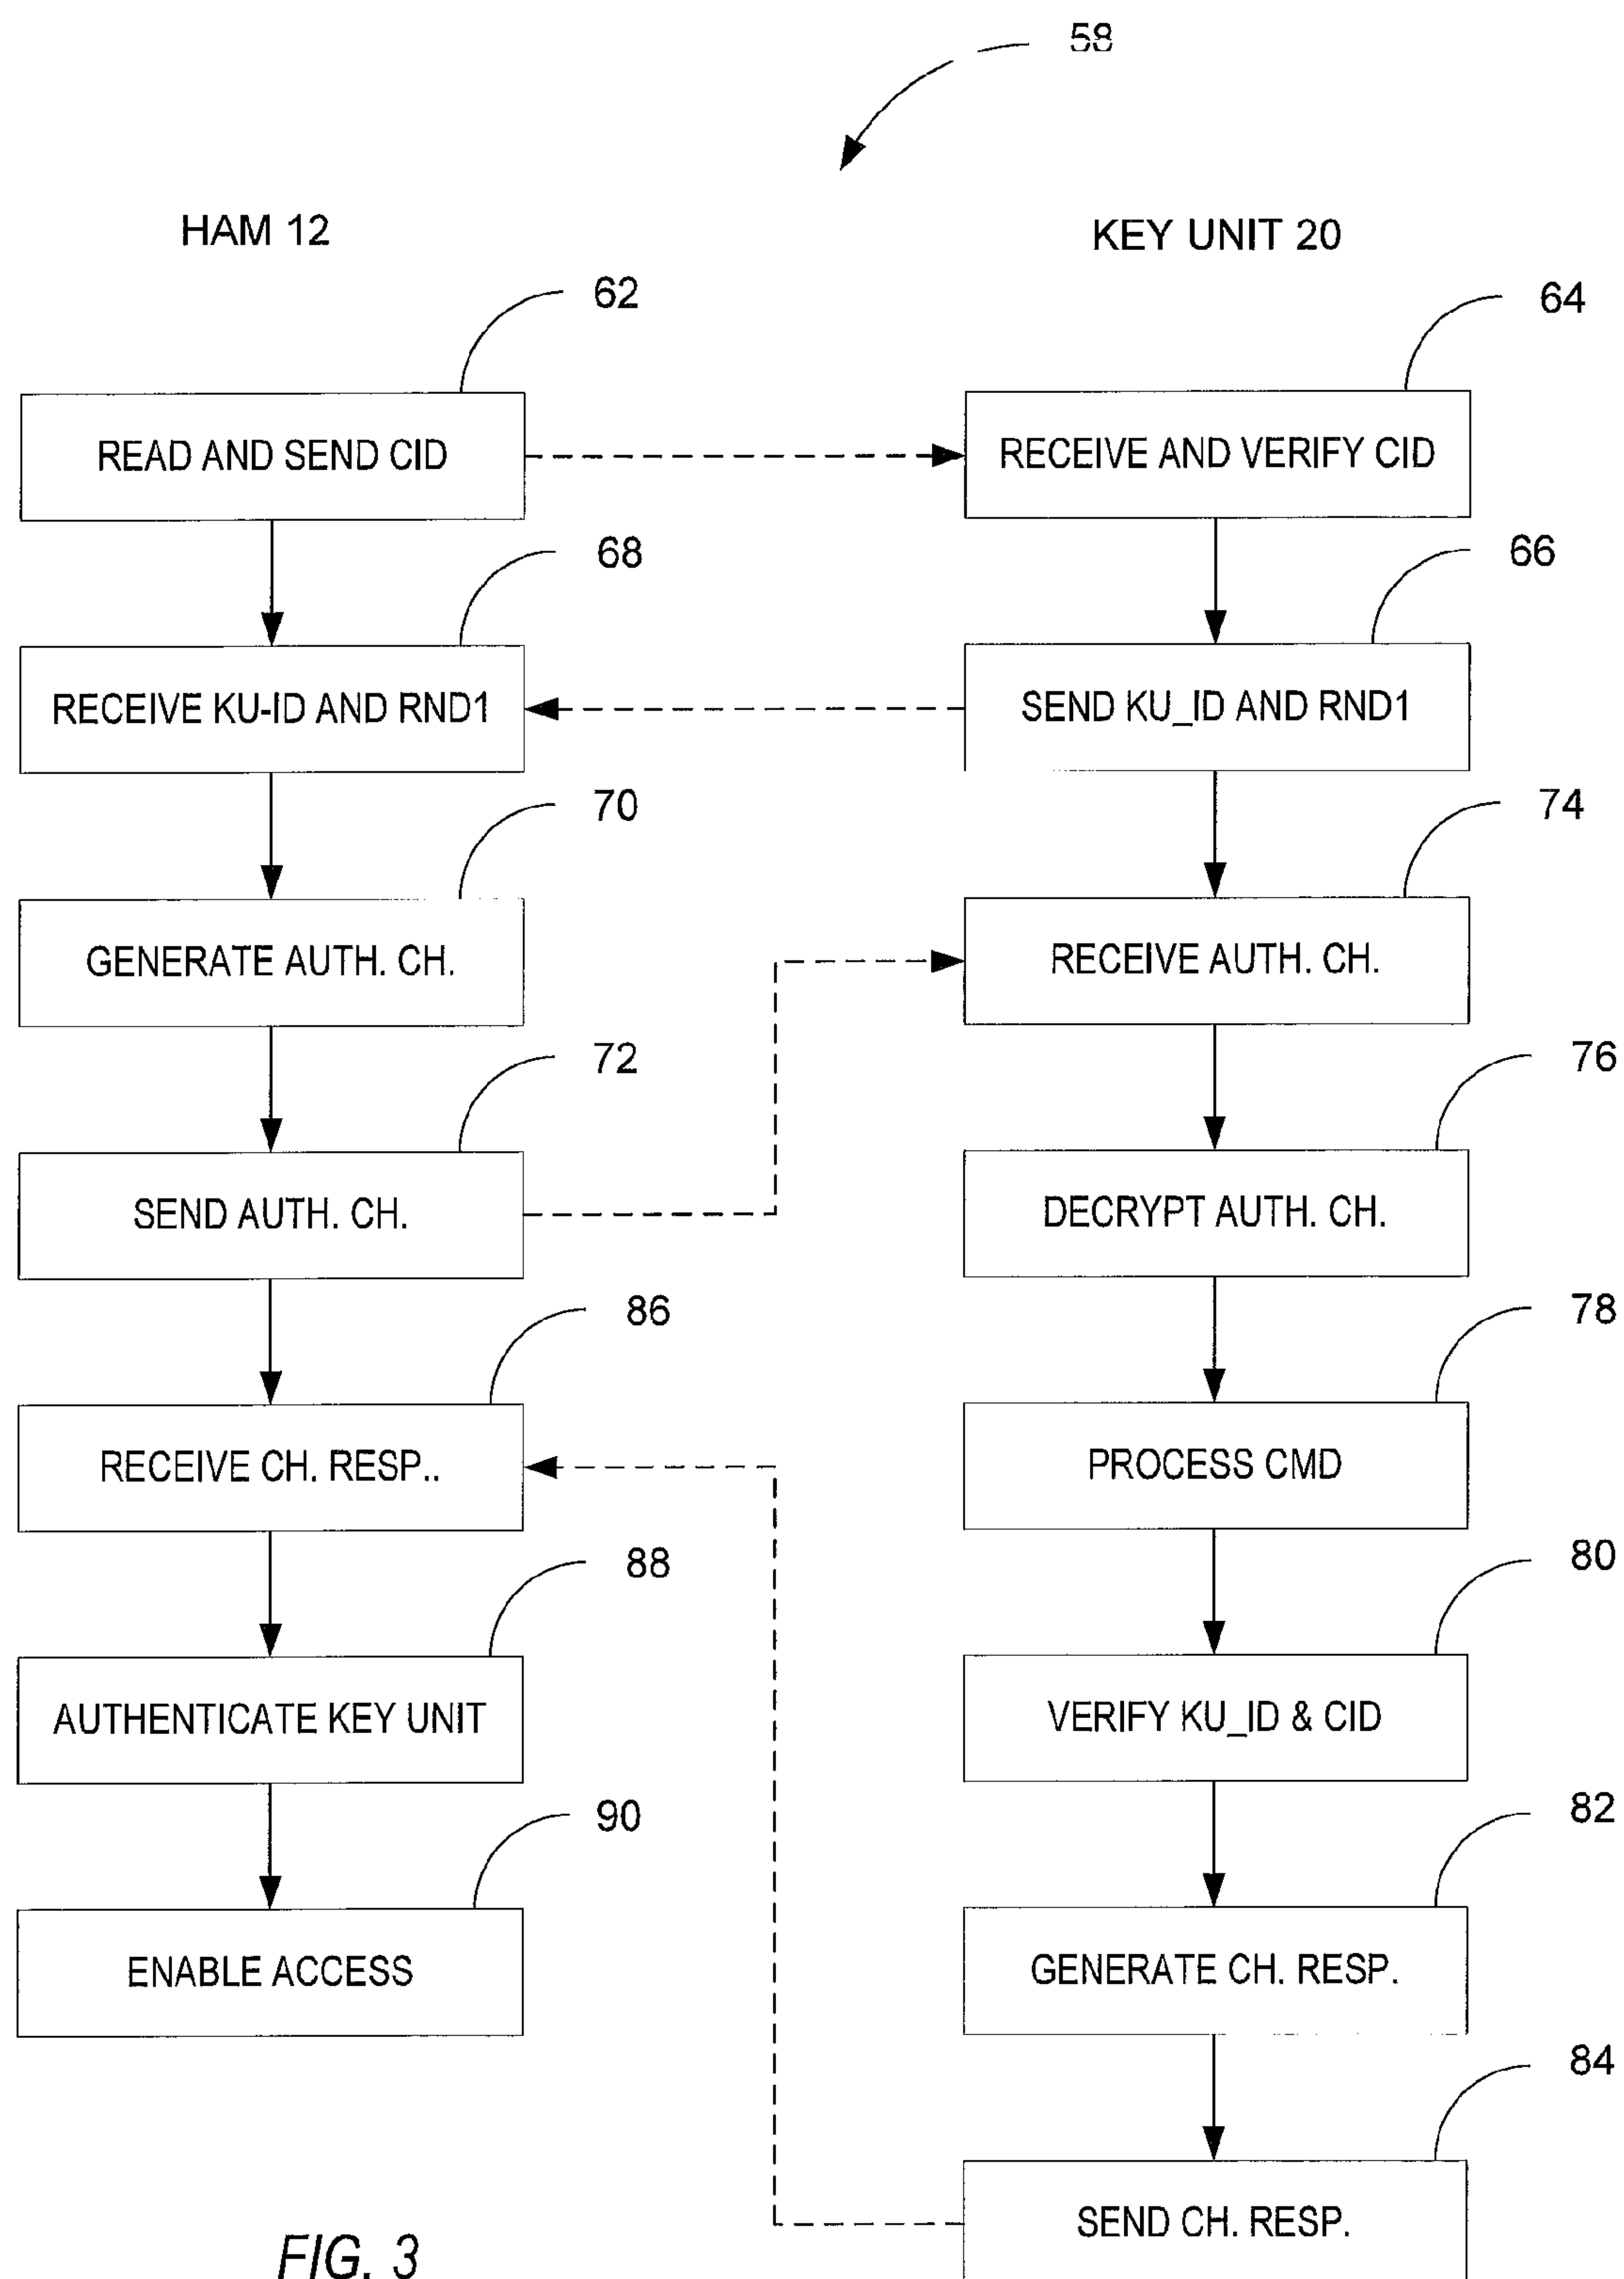 58
HAM 12
KEY UNIT 20
62
64
READ AND SEND CID
RECEIVE AND VERIFY CID
68
66
RECEIVE KU-ID AND RND1
SEND KU_ID AND RND1
70
74
GENERATE AUTH. CH.
RECEIVE AUTH. CH.
72
76
SEND AUTH. CH.
DECRYPT AUTH. CH.
86
78
RECEIVE CH. RESP..
PROCESS CMD
88
80
AUTHENTICATE KEY UNIT
VERIFY KU_ID & CID
90
82
ENABLE ACCESS
GENERATE CH. RESP.
84
SEND CH. RESP.
FIG. 3